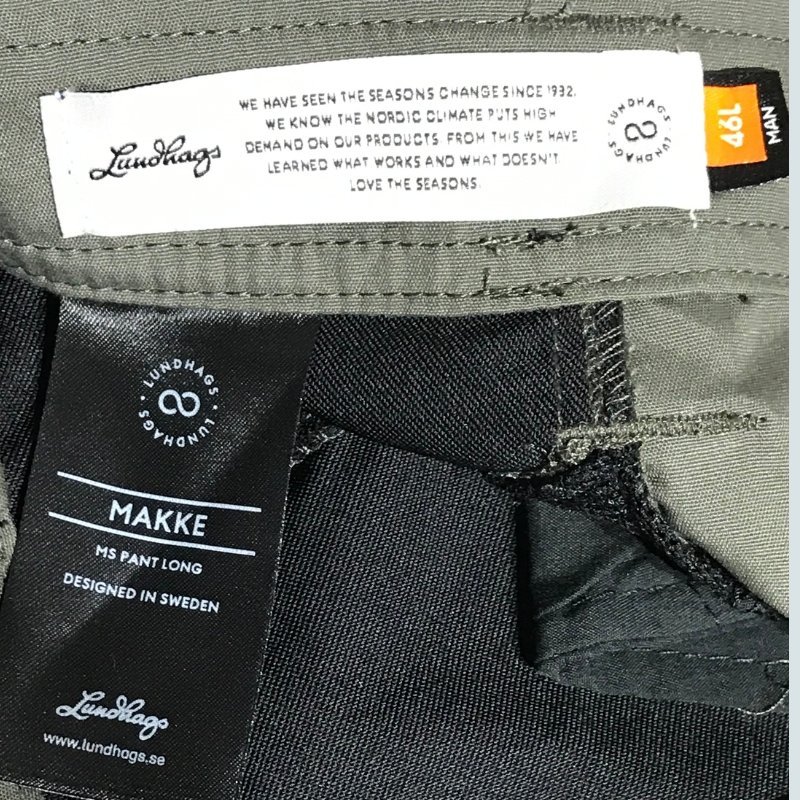 Lundhags
WE HAVE SEEN THE SEASONS CHANGE SINCE 1932.
WE KNOW THE NORDIC CLIMATE PUTS HIGH
DEMAND ON OUR PRODUCTS. FROM THIS WE HAVE
LEARNED WHAT WORKS AND WHAT DOESN'T.
LOVE THE SEASONS.
LUNDHAGS · LUNDHAGS ·
46L
MAN
LUNDHAGS · LUNDHAGS ·
MAKKE
MS PANT LONG
DESIGNED IN SWEDEN
Lundhags
www.lundhags.se